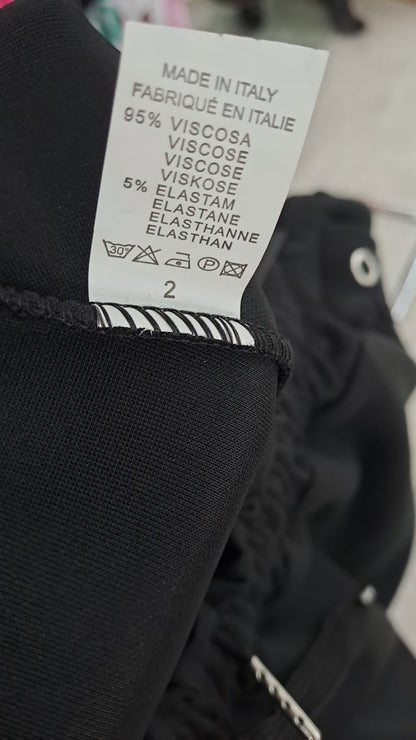 MADE IN ITALY
FABRIQUÉ EN ITALIE
95% VISCOSA
VISCOSE
VISCOSE
VISKOSE
5% ELASTAM
ELASTANE
ELASTHANNE
ELASTHAN
30° P
2